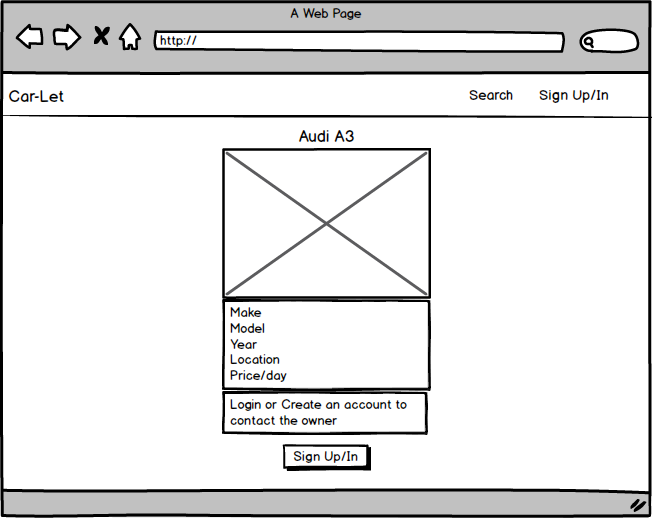 A Web Page
http://
Car-Let Search Sign Up/In
Audi A3
Make
Model
Year
Location
Price/day
Login or Create an account to
contact the owner
Sign Up/In